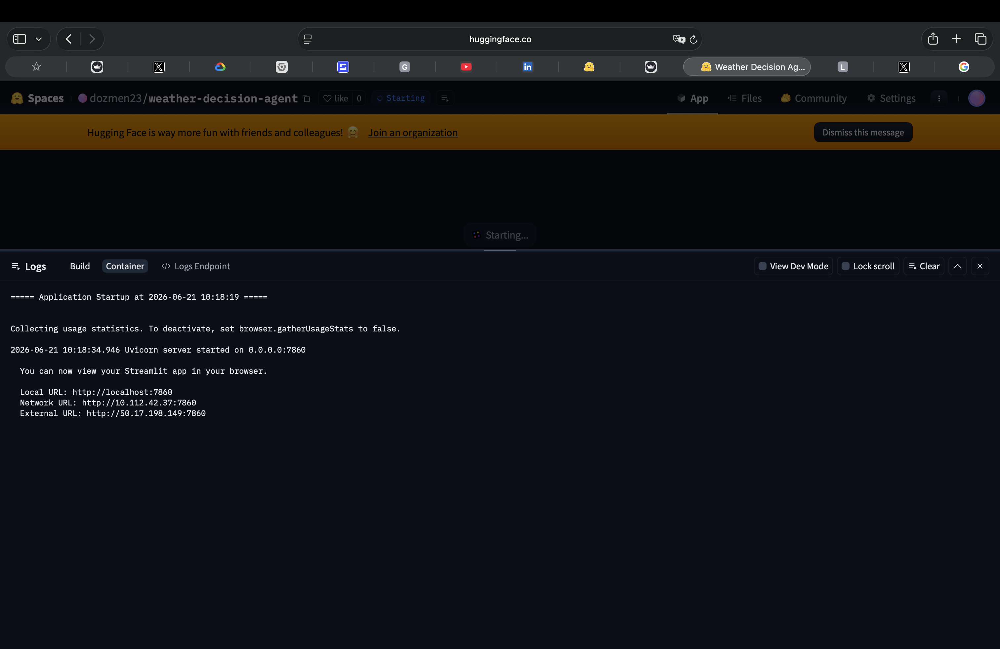 huggingface.co
G
in
Weather Decision Ag...
L
Spaces dozmen23/weather-decision-agent like 0 Starting App Files Community Settings
Hugging Face is way more fun with friends and colleagues! Join an organization Dismiss this message
Starting...
Logs Build Container </> Logs Endpoint View Dev Mode Lock scroll Clear
===== Application Startup at 2026-06-21 10:18:19 =====
Collecting usage statistics. To deactivate, set browser.gatherUsageStats to false.
2026-06-21 10:18:34.946 Uvicorn server started on 0.0.0.0:7860
You can now view your Streamlit app in your browser.
Local URL: http://localhost:7860
Network URL: http://10.112.42.37:7860
External URL: http://50.17.198.149:7860